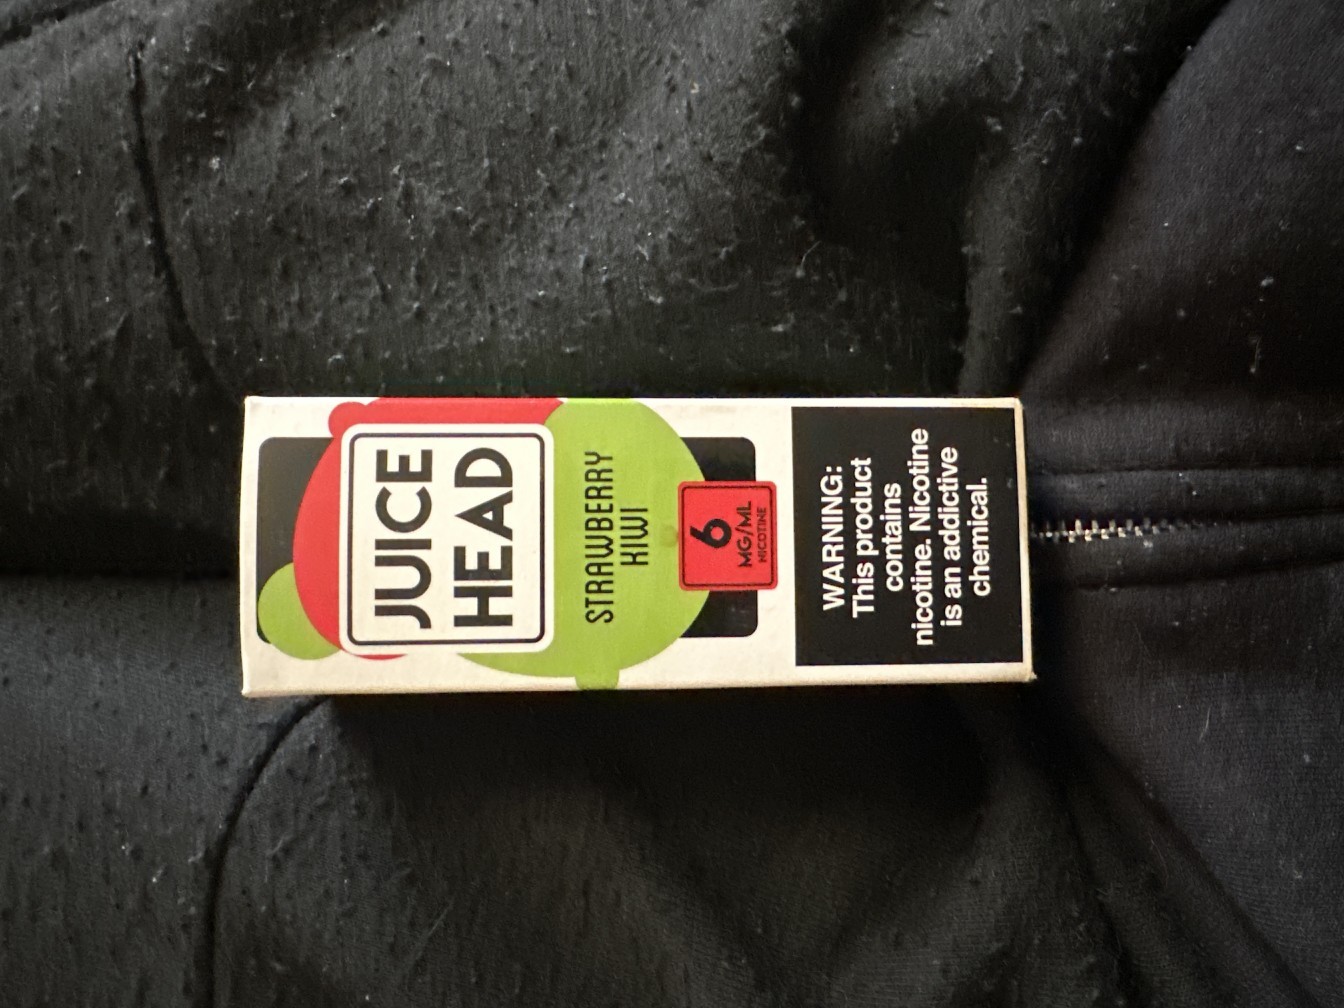 JUICE
HEAD
STRAWBERRY
KIWI
6
MG/ML
NICOTINE
WARNING:
This product
contains
nicotine. Nicotine
is an addictive
chemical.